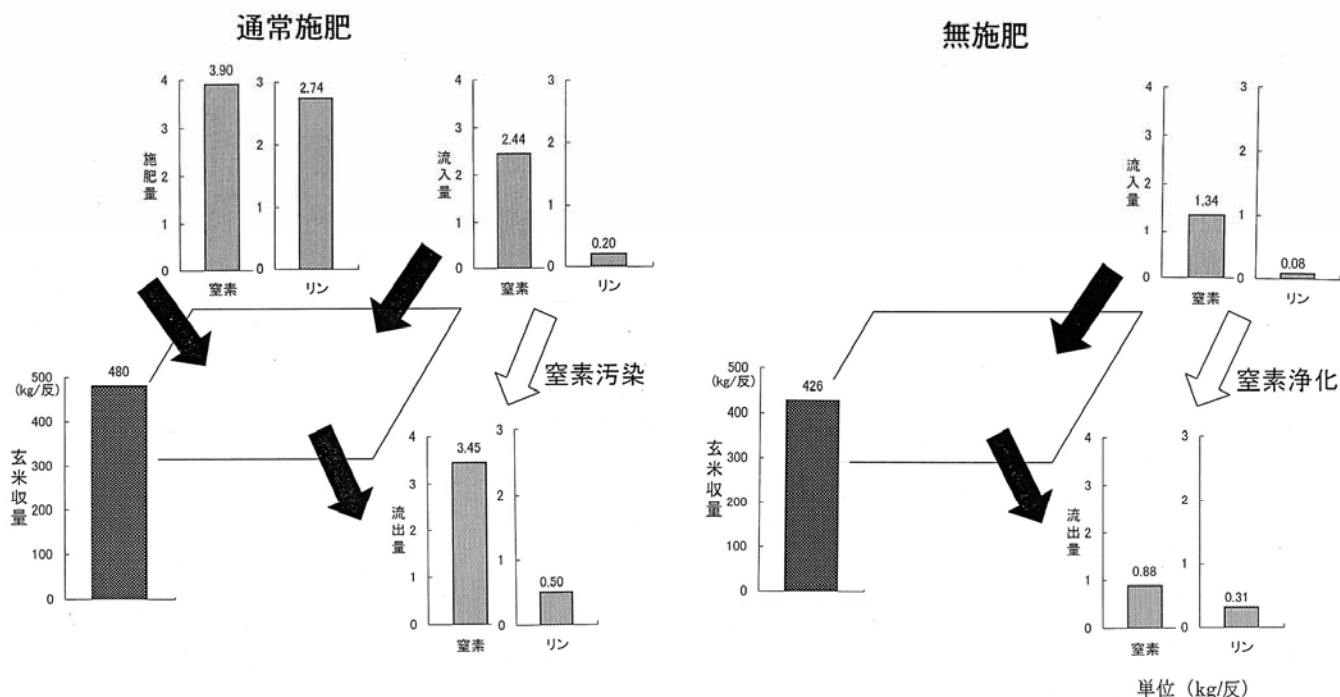 通常施肥
無施肥
3.90
2.74
4
3
2
1
0
3
2
1
0
施肥量
窒素
リン
2.44
0.20
4
3
2
1
0
3
2
1
0
流入量
窒素
リン
480
500
(kg/反)
400
300
200
100
0
玄米収量
窒素汚染
3.45
0.50
4
3
2
1
0
3
2
1
0
流出量
窒素
リン
1.34
0.08
4
3
2
1
0
3
2
1
0
流入量
窒素
リン
426
500
(kg/反)
400
300
200
100
0
玄米収量
窒素浄化
0.88
0.31
4
3
2
1
0
3
2
1
0
流出量
窒素
リン
単位（kg/反）